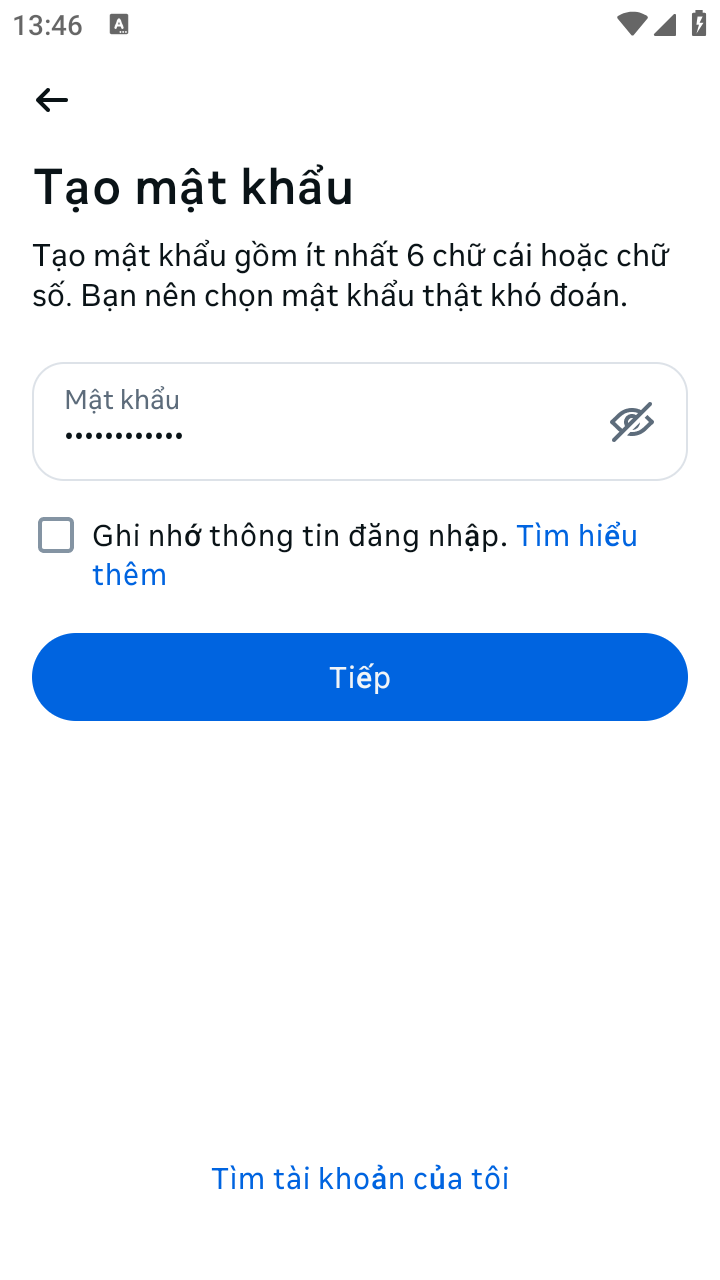 13:46
Tạo mật khẩu
Tạo mật khẩu gồm ít nhất 6 chữ cái hoặc chữ
số. Bạn nên chọn mật khẩu thật khó đoán.
Mật khẩu
••••••••••••
Ghi nhớ thông tin đăng nhập. Tìm hiểu
thêm
Tiếp
Tìm tài khoản của tôi